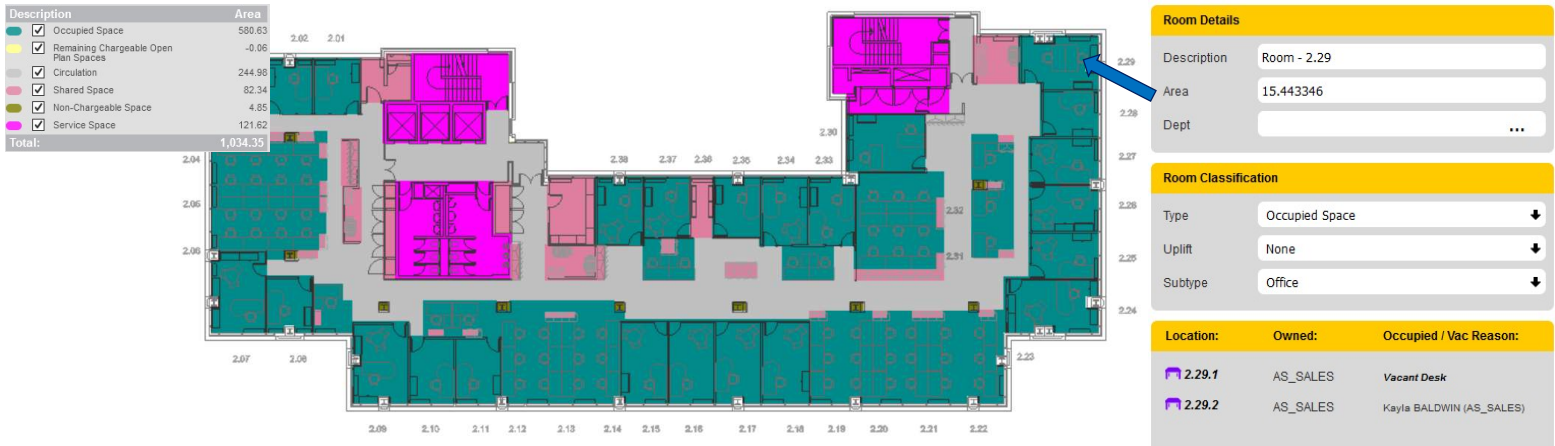 Description Area
Occupied Space 580.63
Remaining Chargeable Open -0.06
Plan Spaces
Circulation 244.98
Shared Space 82.34
Non-Chargeable Space 4.85
Service Space 121.62
Total: 1,034.35
2.02 2.01
2.04
2.05
2.06
2.07 2.08
2.09 2.10 2.11 2.12 2.13 2.14 2.15 2.16 2.17 2.18 2.19 2.20 2.21 2.22
2.23
2.38 2.37 2.36 2.35 2.34 2.33
2.30
2.32
2.31
2.29
2.28
2.27
2.26
2.25
2.24
Room Details
Description Room - 2.29
Area 15.443346
Dept ...
Room Classification
Type Occupied Space
Uplift None
Subtype Office
Location: Owned: Occupied / Vac Reason:
2.29.1 AS_SALES Vacant Desk
2.29.2 AS_SALES Kayla BALDWIN (AS_SALES)